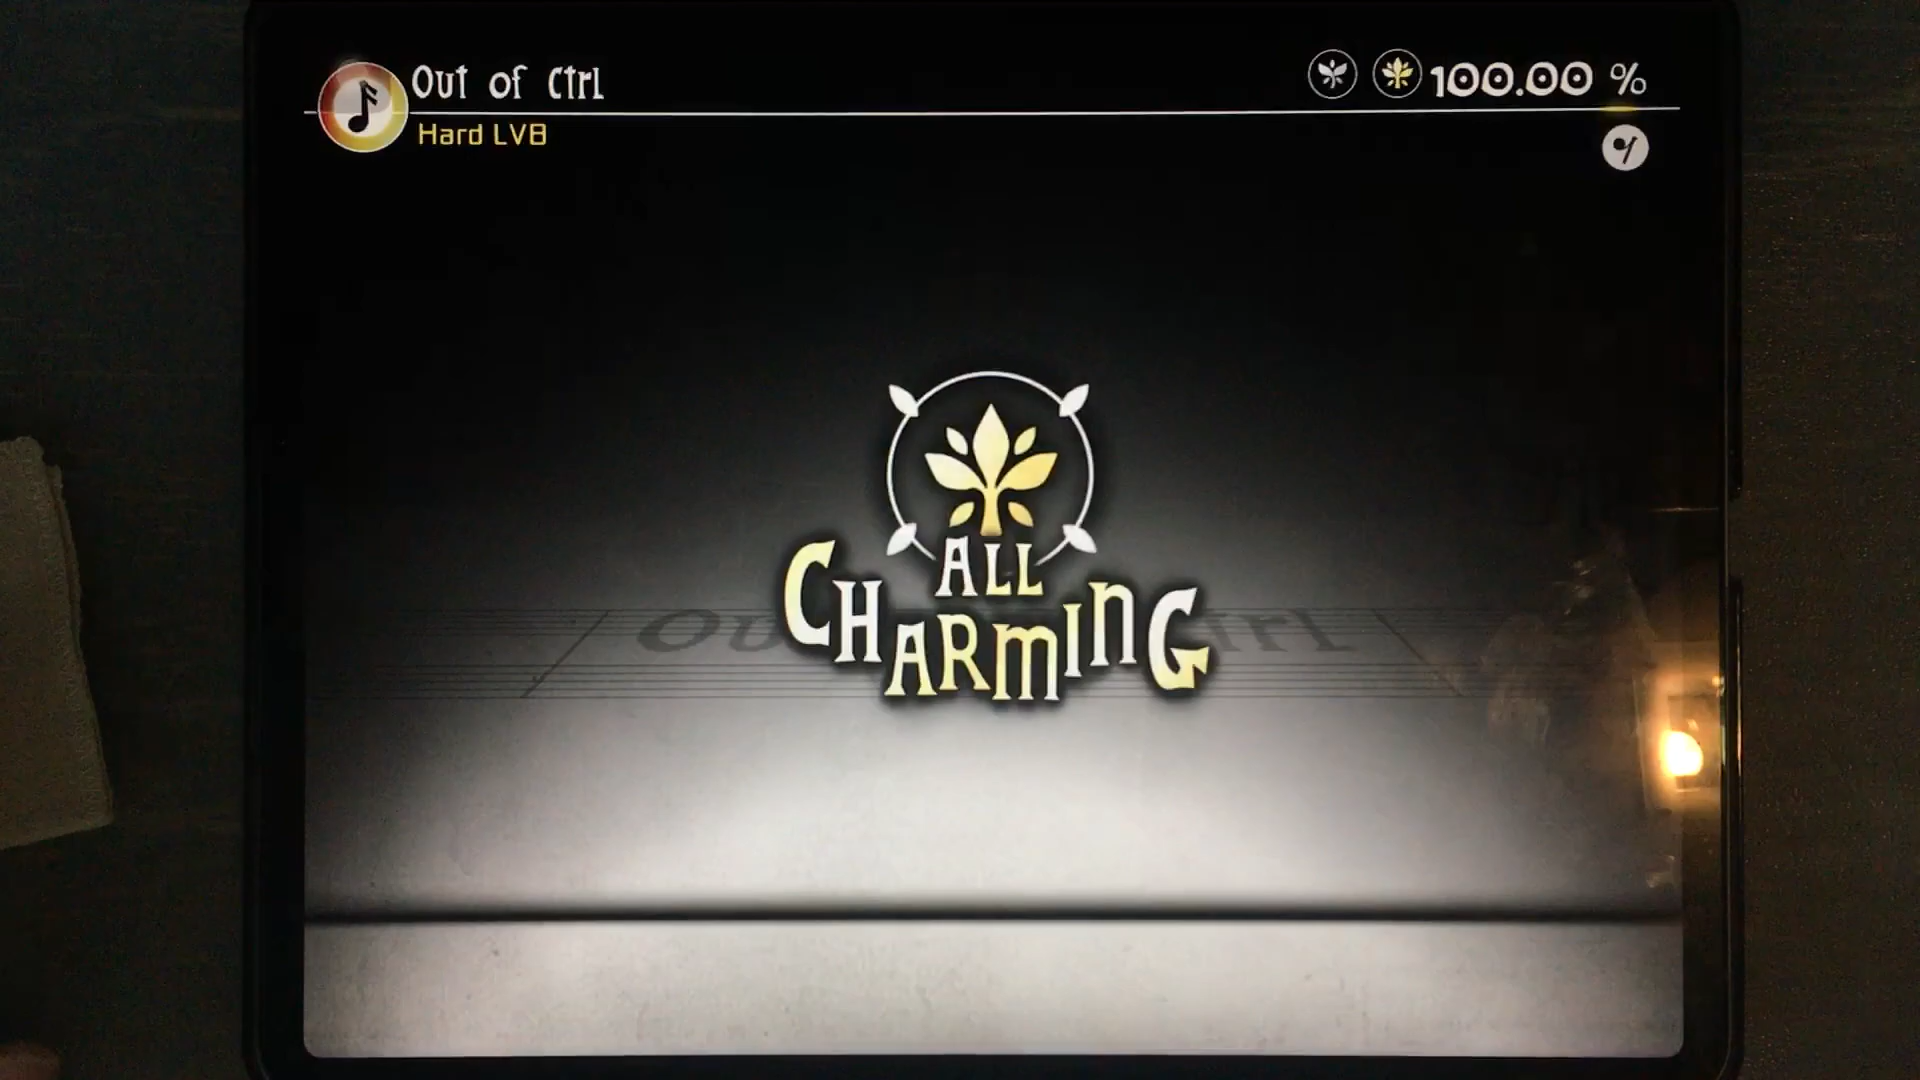 Out of Ctrl
100.00 %
Hard LV8
ALL
CHARMING